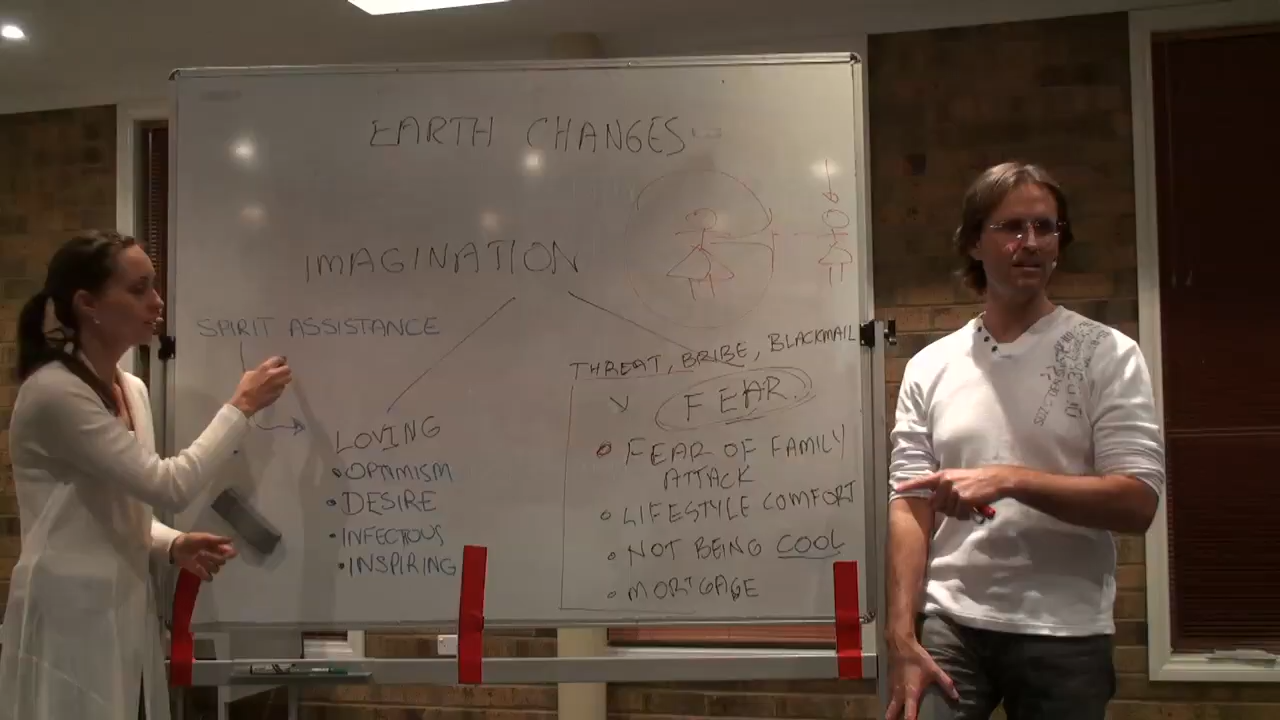 EARTH CHANGES
IMAGINATION
SPIRIT ASSISTANCE
LOVING
• OPTIMISM
• DESIRE
• INFECTOUS
• INSPIRING
THREAT, BRIBE, BLACKMAIL
FEAR
• FEAR OF FAMILY
ATTACK
• LIFESTYLE COMFORT
• NOT BEING COOL
• MORTGAGE